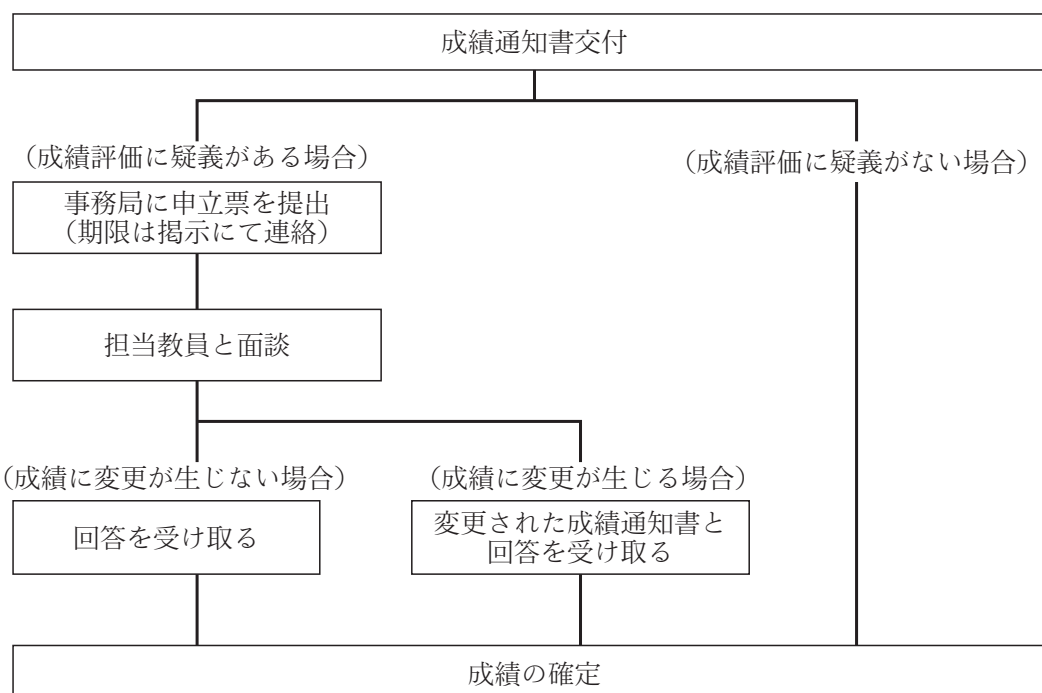 成績通知書交付
（成績評価に疑義がある場合）
（成績評価に疑義がない場合）
事務局に申立票を提出
（期限は掲示にて連絡）
担当教員と面談
（成績に変更が生じない場合）
（成績に変更が生じる場合）
回答を受け取る
変更された成績通知書と
回答を受け取る
成績の確定